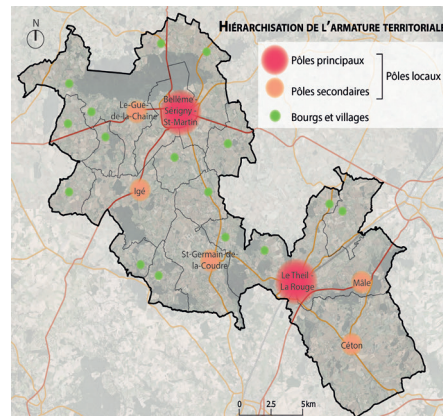 HIÉRARCHISATION DE L'ARMATURE TERRITORIALE
N
Pôles principaux
Pôles locaux
Pôles secondaires
Bourgs et villages
Le-Gué-
de-la-Chaine
Bellême -
Sérigny -
St-Martin
Igé
St-Germain-de-
la-Coudre
Le Theil
La Rouge
Mâle
Céton
0 2.5 5km